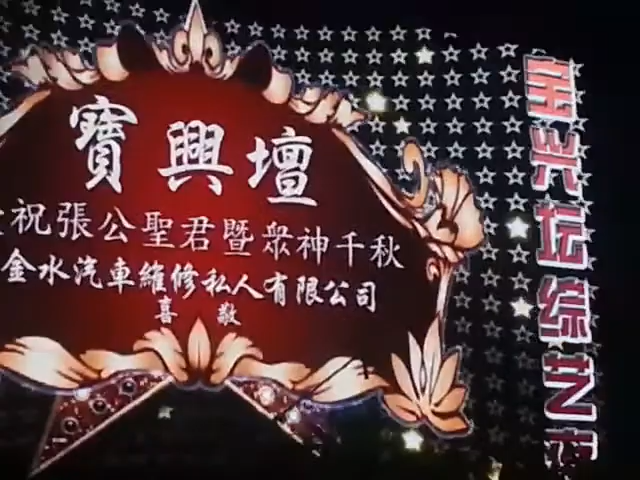 寶興壇
祝張公聖君暨衆神千秋
金水汽車維修私人有限公司
喜敬
宝兴坛综艺